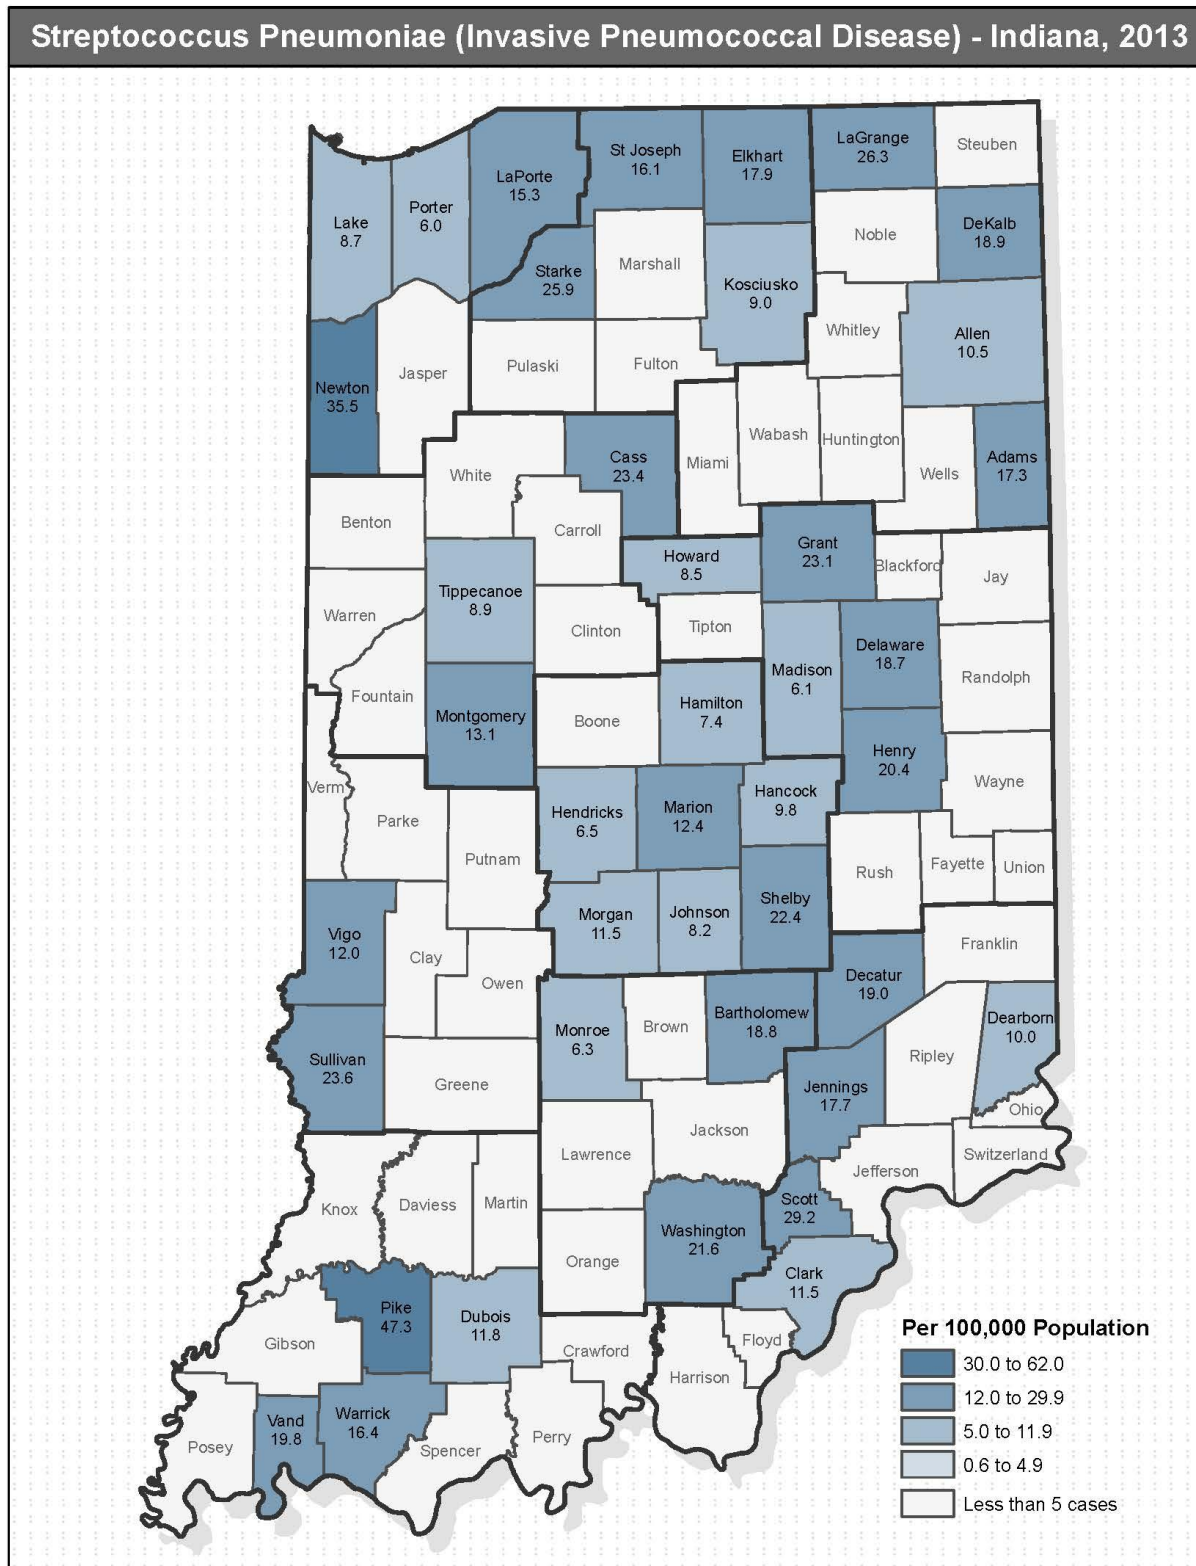 Streptococcus Pneumoniae (Invasive Pneumococcal Disease) - Indiana, 2013
LaGrange
26.3
Steuben
St Joseph
16.1
Elkhart
17.9
LaPorte
15.3
Porter
6.0
Lake
8.7
Noble
DeKalb
18.9
Marshall
Starke
25.9
Kosciusko
9.0
Whitley
Allen
10.5
Pulaski
Fulton
Jasper
Newton
35.5
Wabash
Huntington
Miami
Wells
Adams
17.3
White
Cass
23.4
Benton
Carroll
Howard
8.5
Grant
23.1
Blackford
Jay
Tippecanoe
8.9
Warren
Clinton
Tipton
Madison
6.1
Delaware
18.7
Randolph
Fountain
Montgomery
13.1
Boone
Hamilton
7.4
Henry
20.4
Wayne
Verm
Parke
Putnam
Hendricks
6.5
Marion
12.4
Hancock
9.8
Rush
Fayette
Union
Vigo
12.0
Clay
Owen
Morgan
11.5
Johnson
8.2
Shelby
22.4
Franklin
Decatur
19.0
Sullivan
23.6
Greene
Monroe
6.3
Brown
Bartholomew
18.8
Ripley
Dearborn
10.0
Jennings
17.7
Ohio
Jackson
Lawrence
Switzerland
Jefferson
Knox
Daviess
Martin
Scott
29.2
Washington
21.6
Orange
Clark
11.5
Pike
47.3
Dubois
11.8
Gibson
Crawford
Floyd
Harrison
Posey
Vand
19.8
Warrick
16.4
Spencer
Perry
Per 100,000 Population
30.0 to 62.0
12.0 to 29.9
5.0 to 11.9
0.6 to 4.9
Less than 5 cases